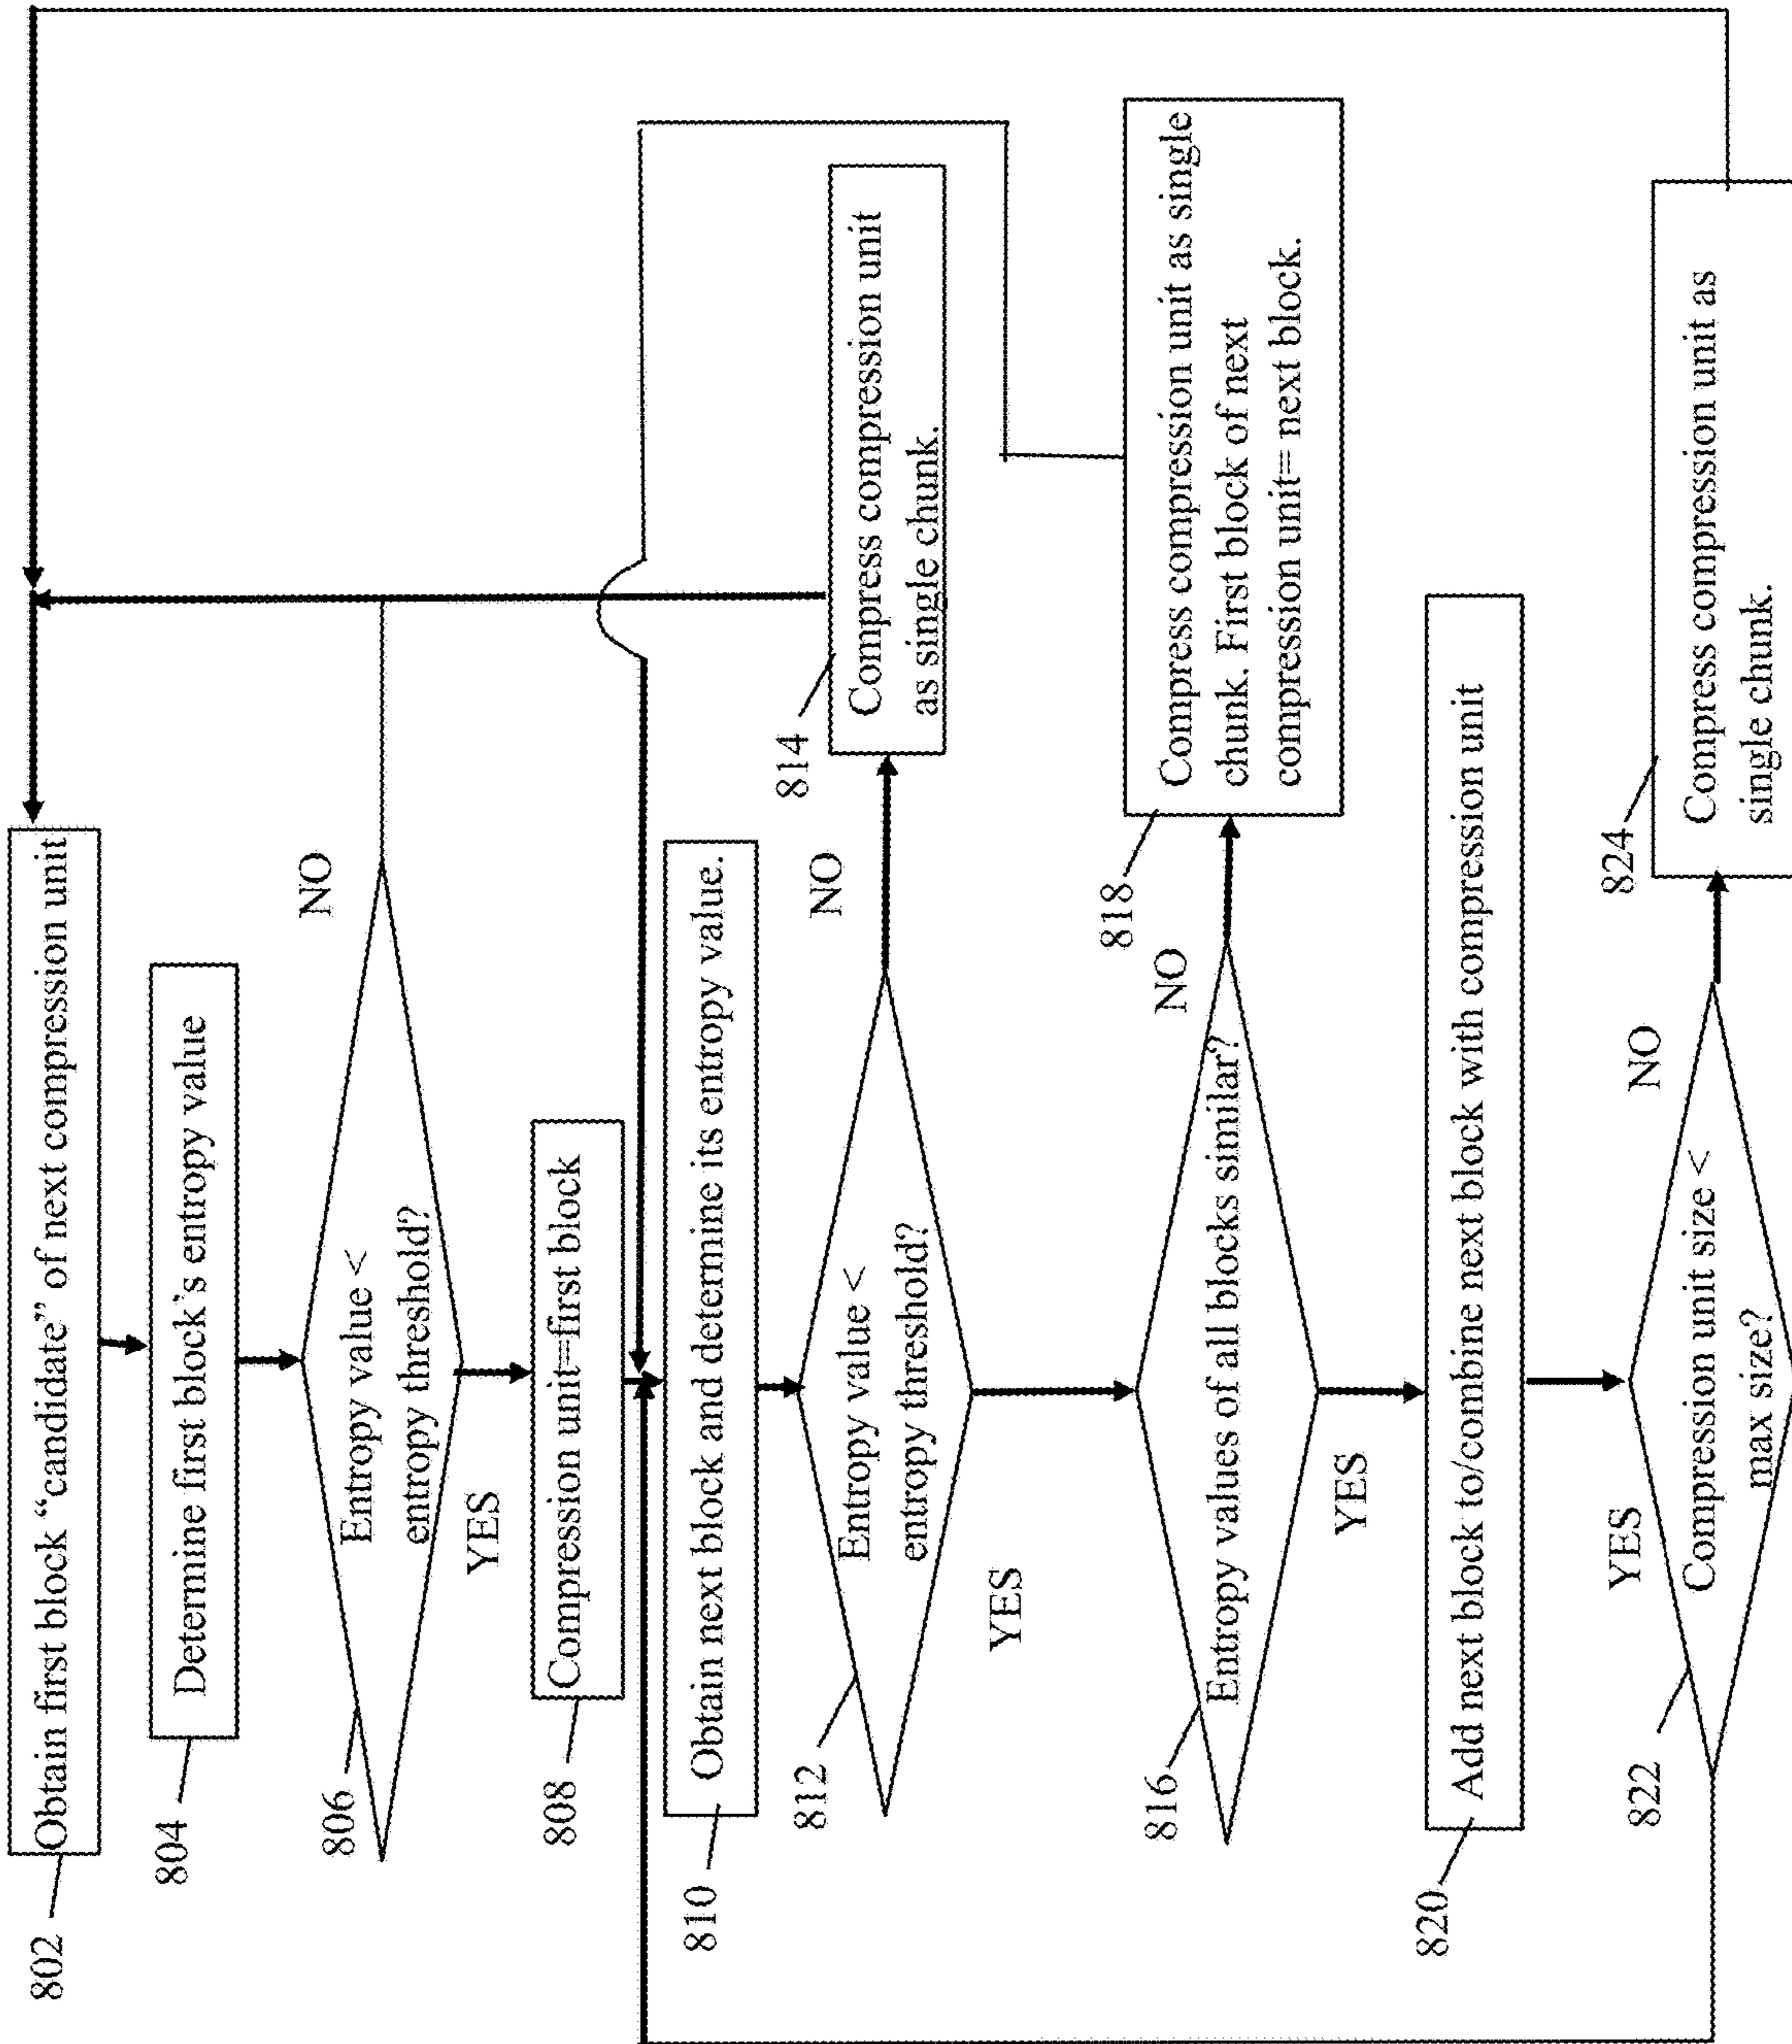 802
Obtain first block “candidate” of next compression unit
804
Determine first block's entropy value
806
Entropy value <
entropy threshold?
NO
YES
808
Compression unit=first block
810
Obtain next block and determine its entropy value.
812
Entropy value <
entropy threshold?
NO
YES
814
Compress compression unit
as single chunk.
816
Entropy values of all blocks similar?
NO
YES
818
Compress compression unit as single
chunk. First block of next
compression unit= next block.
820
Add next block to/combine next block with compression unit
822
Compression unit size <
max size?
YES
NO
824
Compress compression unit as
single chunk.